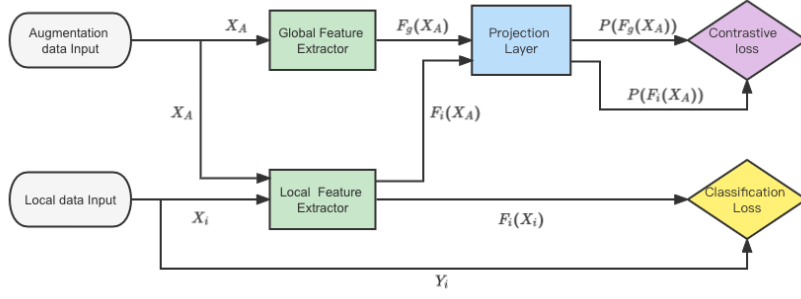 Augmentation
data Input
X_A
Global Feature
Extractor
F_g(X_A)
Projection
Layer
P(F_g(X_A))
Contrastive
loss
X_A
F_i(X_A)
P(F_i(X_A))
Local data Input
X_i
Local Feature
Extractor
F_i(X_i)
Classification
Loss
Y_i